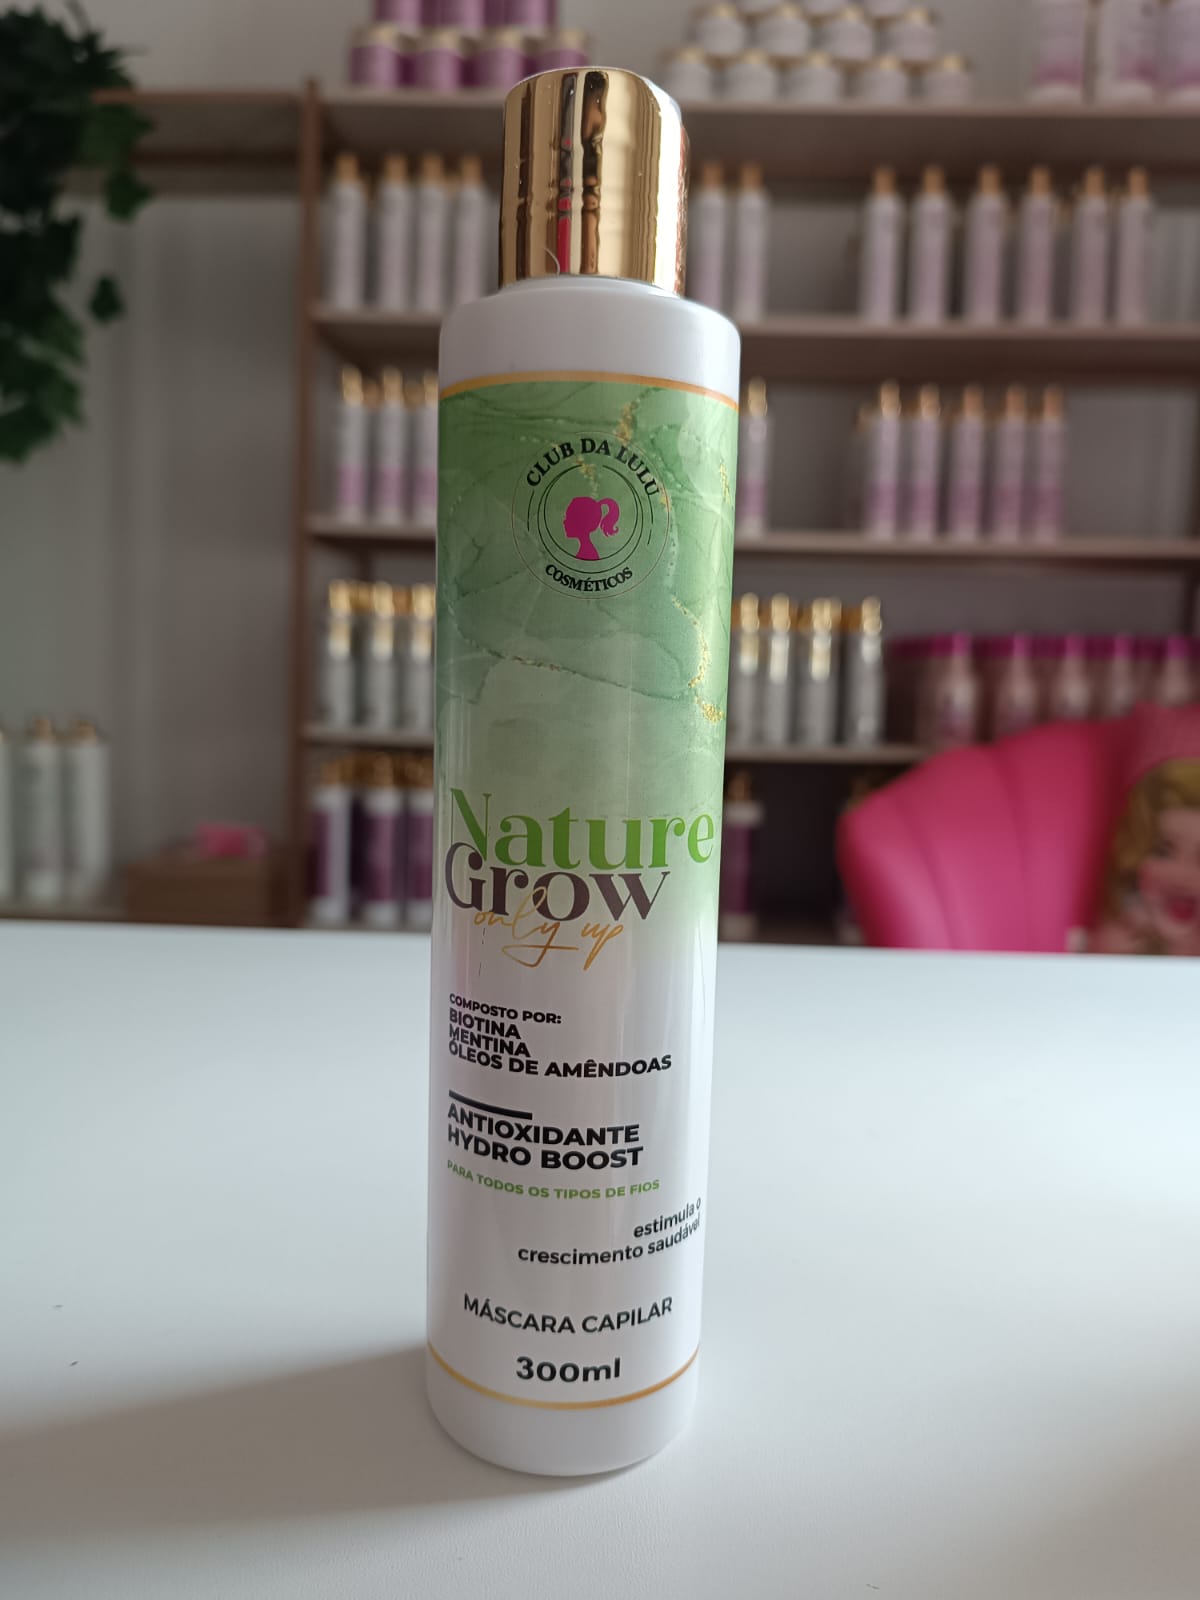 CLUB DA LULU
COSMÉTICOS
Nature
Grow
only up
COMPOSTO POR:
BIOTINA
MENTINA
ÓLEOS DE AMÊNDOAS
ANTIOXIDANTE
HYDRO BOOST
PARA TODOS OS TIPOS DE FIOS
estimula o
crescimento saudável
MÁSCARA CAPILAR
300ml